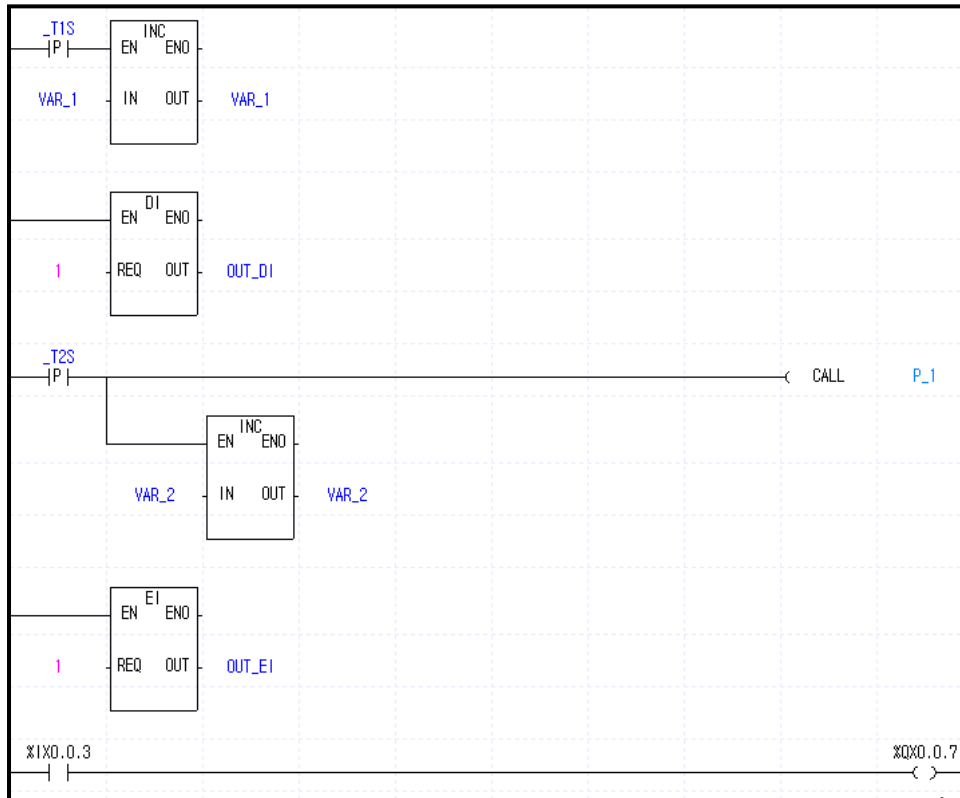 _T1S
P
INC
EN ENO
VAR_1 IN OUT VAR_1
DI
EN ENO
1 REQ OUT OUT_DI
_T2S
P CALL P_1
INC
EN ENO
VAR_2 IN OUT VAR_2
EI
EN ENO
1 REQ OUT OUT_EI
%IX0.0.3 %QX0.0.7